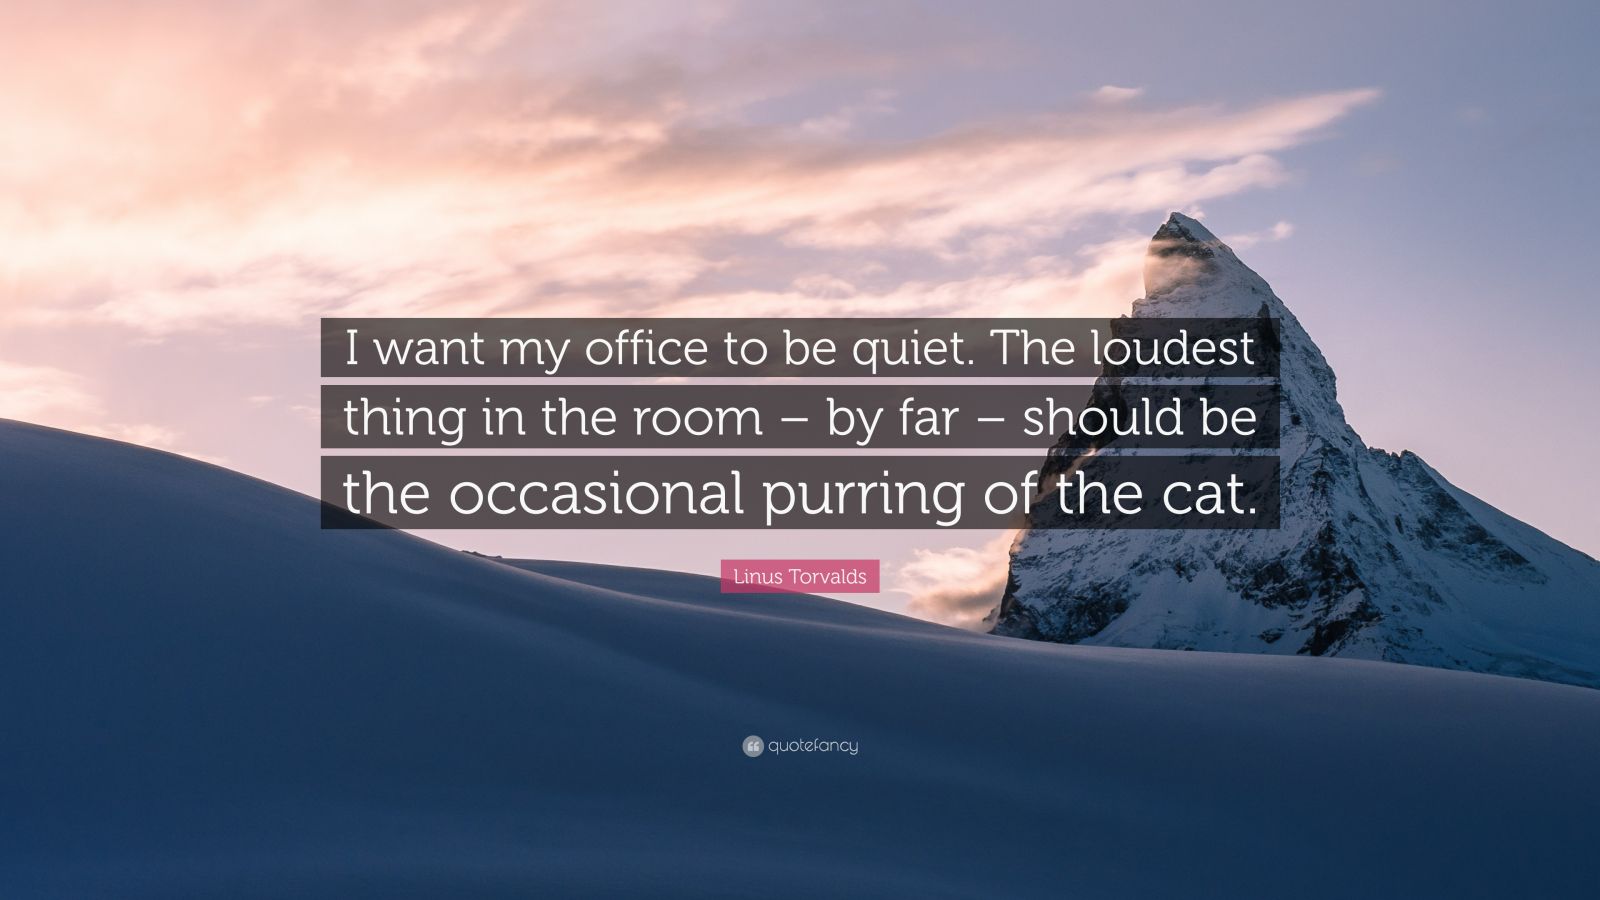 I want my office to be quiet. The loudest
thing in the room – by far – should be
the occasional purring of the cat.
Linus Torvalds
quotefancy